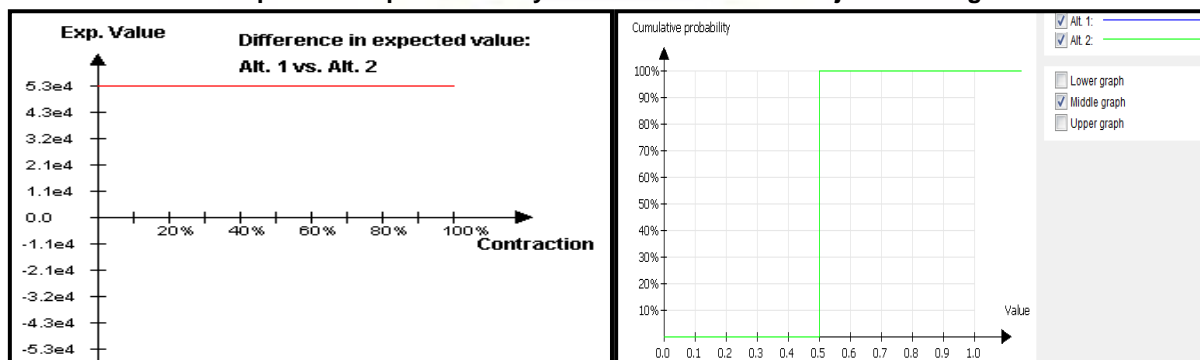 Exp. Value
Difference in expected value:
Alt. 1 vs. Alt. 2
5.3e4
4.3e4
3.2e4
2.1e4
1.1e4
0.0
-1.1e4
-2.1e4
-3.2e4
-4.3e4
-5.3e4
20% 40% 60% 80% 100%
Contraction
Cumulative probability
100%
90%
80%
70%
60%
50%
40%
30%
20%
10%
Value
0.0 0.1 0.2 0.3 0.4 0.5 0.6 0.7 0.8 0.9 1.0
Alt. 1:
Alt. 2:
Lower graph
Middle graph
Upper graph